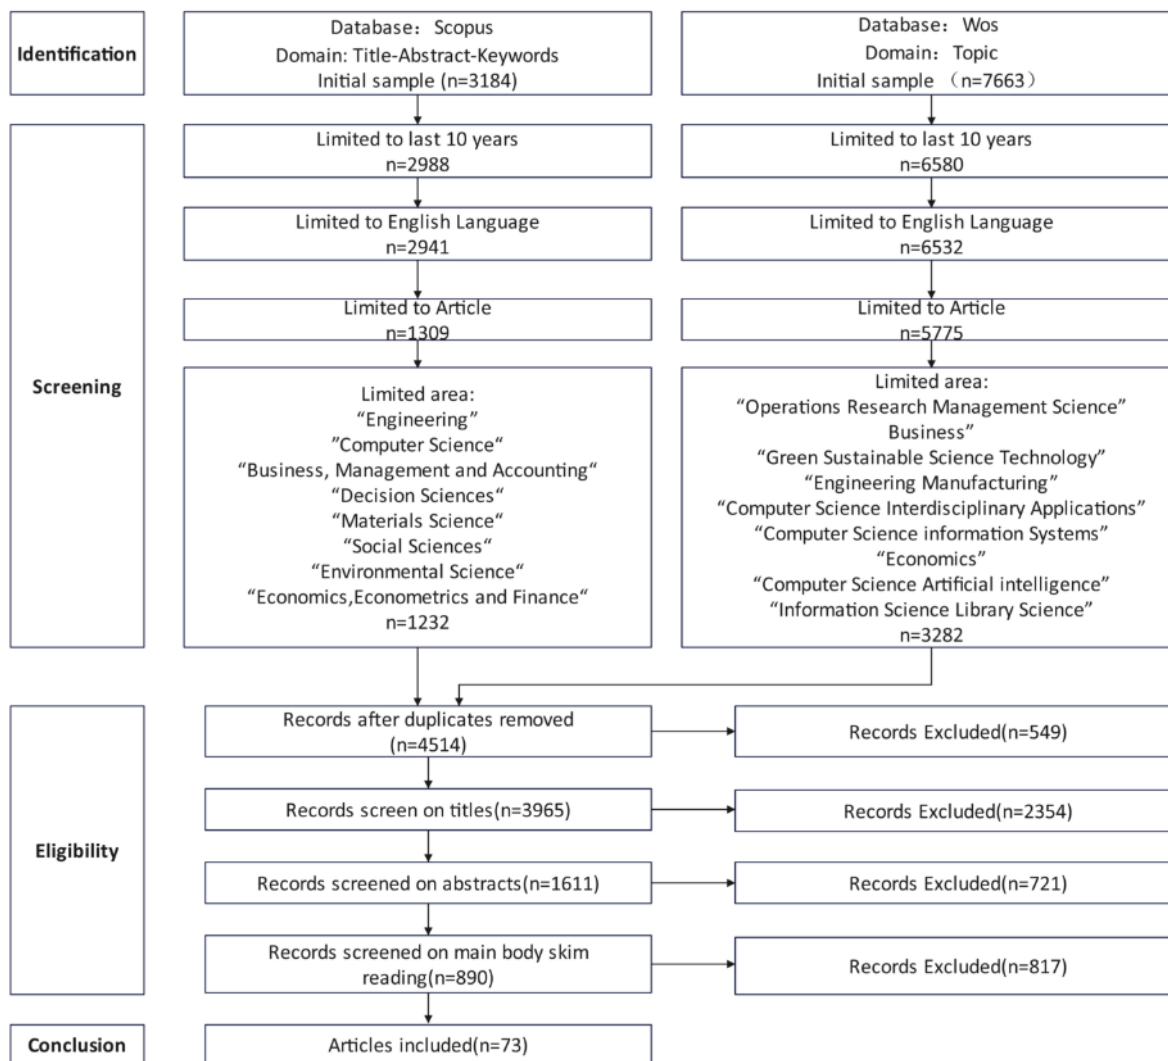 Identification
Database：Scopus
Domain: Title-Abstract-Keywords
Initial sample (n=3184)
Database：Wos
Domain：Topic
Initial sample （n=7663）
Screening
Limited to last 10 years
n=2988
Limited to English Language
n=2941
Limited to Article
n=1309
Limited area:
“Engineering”
”Computer Science“
“Business, Management and Accounting“
“Decision Sciences“
“Materials Science“
“Social Sciences“
“Environmental Science“
“Economics,Econometrics and Finance“
n=1232
Limited to last 10 years
n=6580
Limited to English Language
n=6532
Limited to Article
n=5775
Limited area:
“Operations Research Management Science”
Business”
“Green Sustainable Science Technology”
“Engineering Manufacturing”
“Computer Science Interdisciplinary Applications”
“Computer Science information Systems”
“Economics”
“Computer Science Artificial intelligence”
“Information Science Library Science”
n=3282
Eligibility
Records after duplicates removed
(n=4514)
Records Excluded(n=549)
Records screen on titles(n=3965)
Records Excluded(n=2354)
Records screened on abstracts(n=1611)
Records Excluded(n=721)
Records screened on main body skim
reading(n=890)
Records Excluded(n=817)
Conclusion
Articles included(n=73)